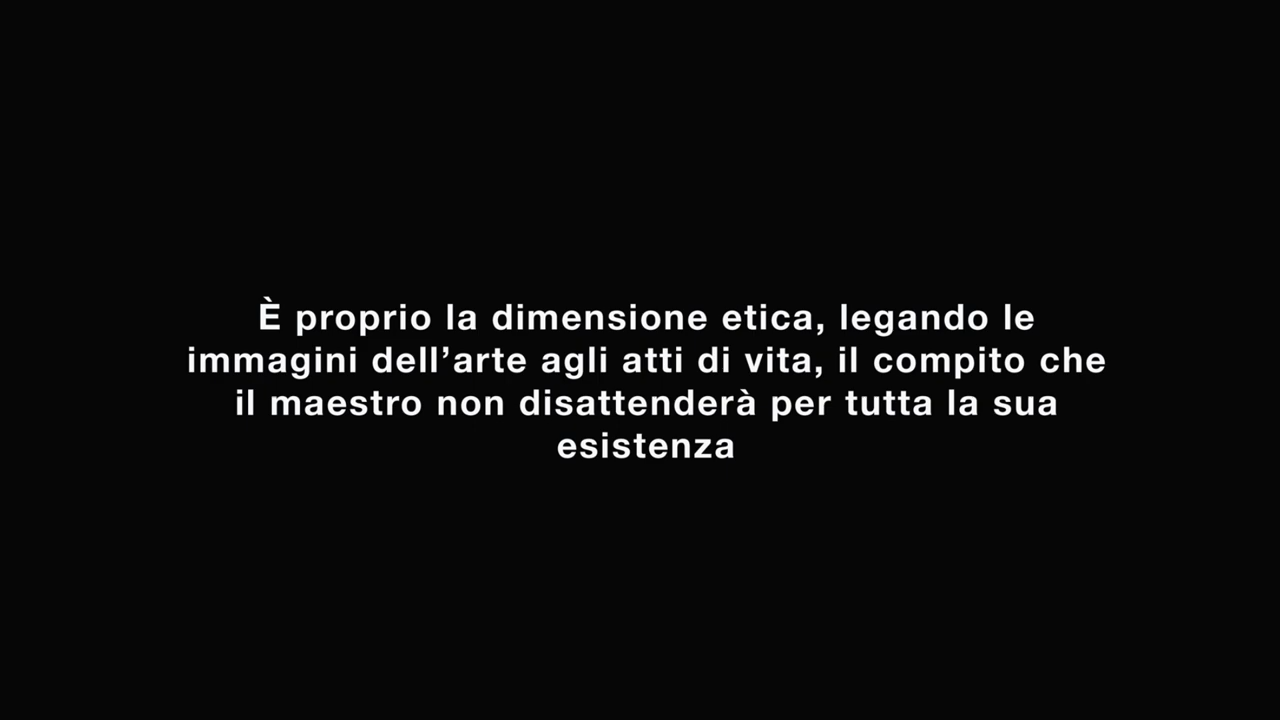 È proprio la dimensione etica, legando le
immagini dell’arte agli atti di vita, il compito che
il maestro non disattenderà per tutta la sua
esistenza